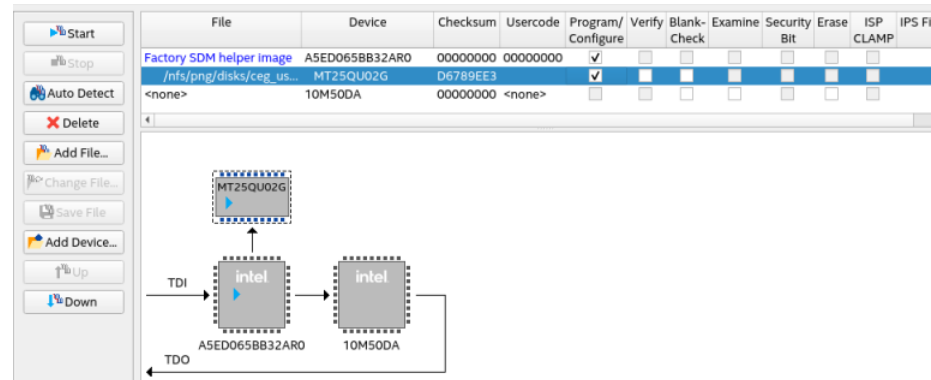 Start
Stop
Auto Detect
Delete
Add File...
Change File...
Save File
Add Device...
Up
Down
File Device Checksum Usercode Program/ Verify Blank- Examine Security Erase ISP IPS Fi
Configure Check Bit CLAMP
Factory SDM helper image A5ED065BB32AR0 00000000 00000000
/nfs/png/disks/ceg_us... MT25QU02G D6789EE3
<none> 10M50DA 00000000 <none>
MT25QU02G
TDI
intel
intel
A5ED065BB32AR0 10M50DA
TDO